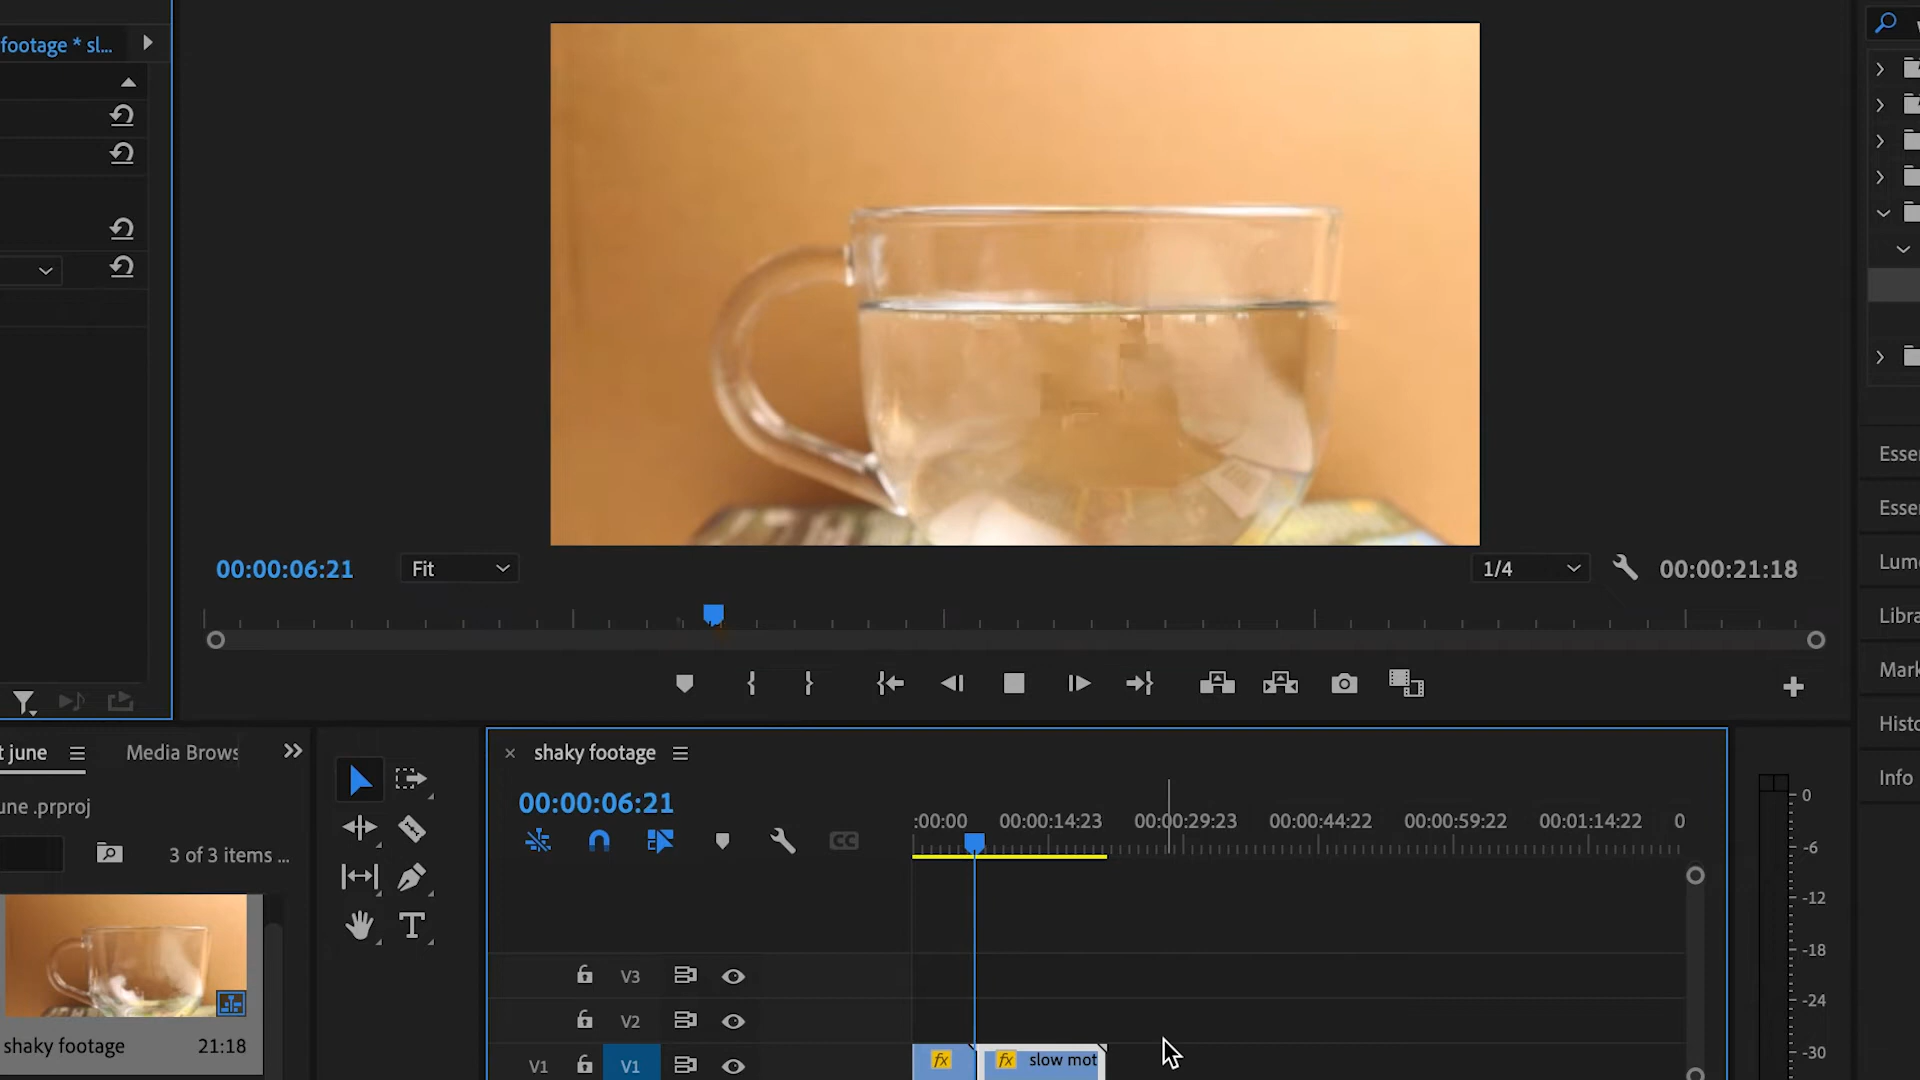 footage * sl...
00:00:06:21
Fit
1/4
00:00:21:18
Esse
Esse
Lum
Libra
Mark
Histo
Info
t june
Media Brows
une .prproj
3 of 3 items ...
shaky footage
21:18
shaky footage
00:00:06:21
:00:00
00:00:14:23
00:00:29:23
00:00:44:22
00:00:59:22
00:01:14:22
0
CC
T
V3
V2
V1
V1
fx
fx
slow mot
0
-6
-12
-18
-24
-30